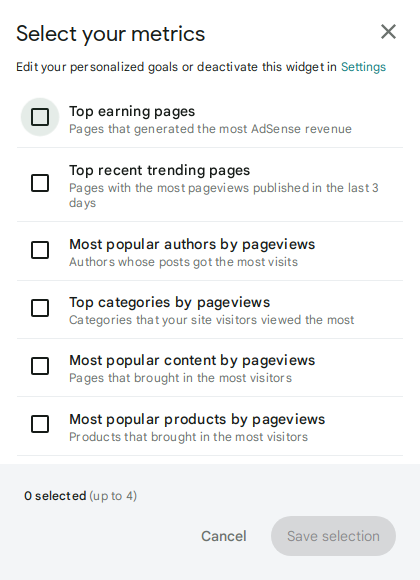 Select your metrics
Edit your personalized goals or deactivate this widget in Settings
Top earning pages
Pages that generated the most AdSense revenue
Top recent trending pages
Pages with the most pageviews published in the last 3
days
Most popular authors by pageviews
Authors whose posts got the most visits
Top categories by pageviews
Categories that your site visitors viewed the most
Most popular content by pageviews
Pages that brought in the most visitors
Most popular products by pageviews
Products that brought in the most visitors
0 selected (up to 4)
Cancel Save selection